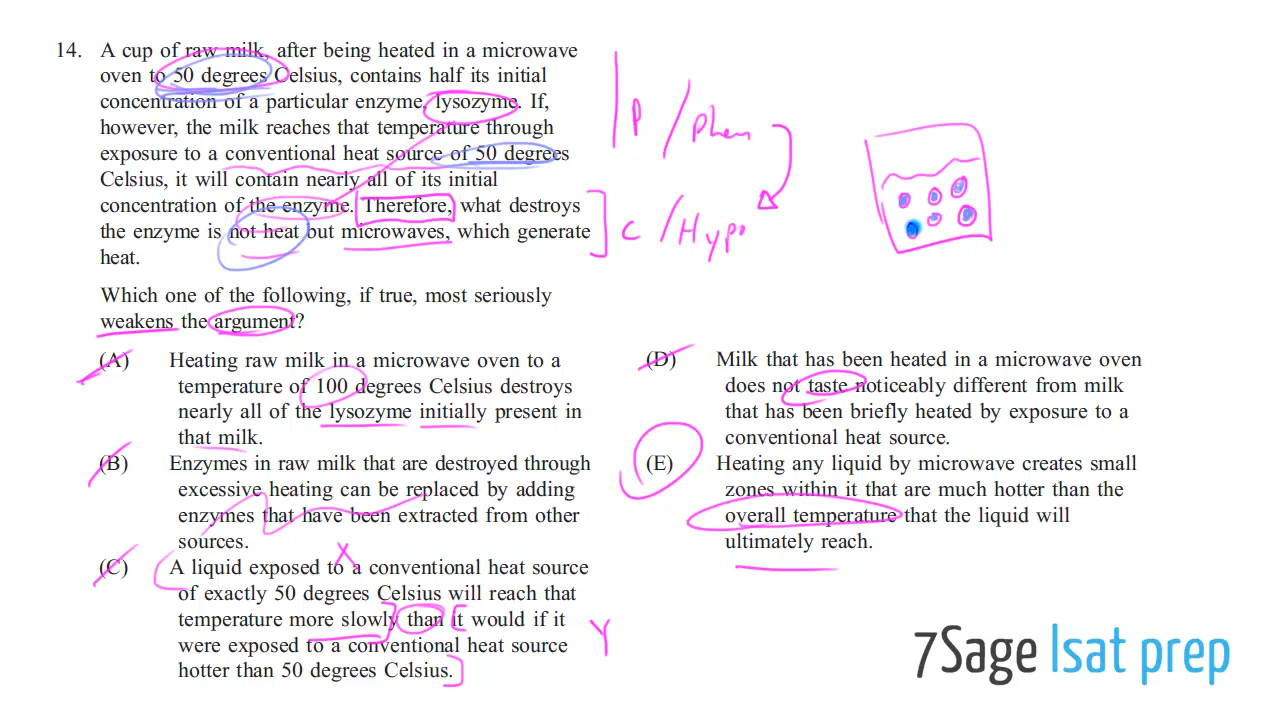 14. A cup of raw milk, after being heated in a microwave
oven to 50 degrees Celsius, contains half its initial
concentration of a particular enzyme, lysozyme. If,
however, the milk reaches that temperature through
exposure to a conventional heat source of 50 degrees
Celsius, it will contain nearly all of its initial
concentration of the enzyme. Therefore, what destroys
the enzyme is not heat but microwaves, which generate
heat.
P / phen
C / Hypo
Which one of the following, if true, most seriously
weakens the argument?
(A) Heating raw milk in a microwave oven to a
temperature of 100 degrees Celsius destroys
nearly all of the lysozyme initially present in
that milk.
(B) Enzymes in raw milk that are destroyed through
excessive heating can be replaced by adding
enzymes that have been extracted from other
sources.
(C) A liquid exposed to a conventional heat source
of exactly 50 degrees Celsius will reach that
temperature more slowly than it would if it
were exposed to a conventional heat source
hotter than 50 degrees Celsius.
X
Y
(D) Milk that has been heated in a microwave oven
does not taste noticeably different from milk
that has been briefly heated by exposure to a
conventional heat source.
(E) Heating any liquid by microwave creates small
zones within it that are much hotter than the
overall temperature that the liquid will
ultimately reach.
7Sage lsat prep